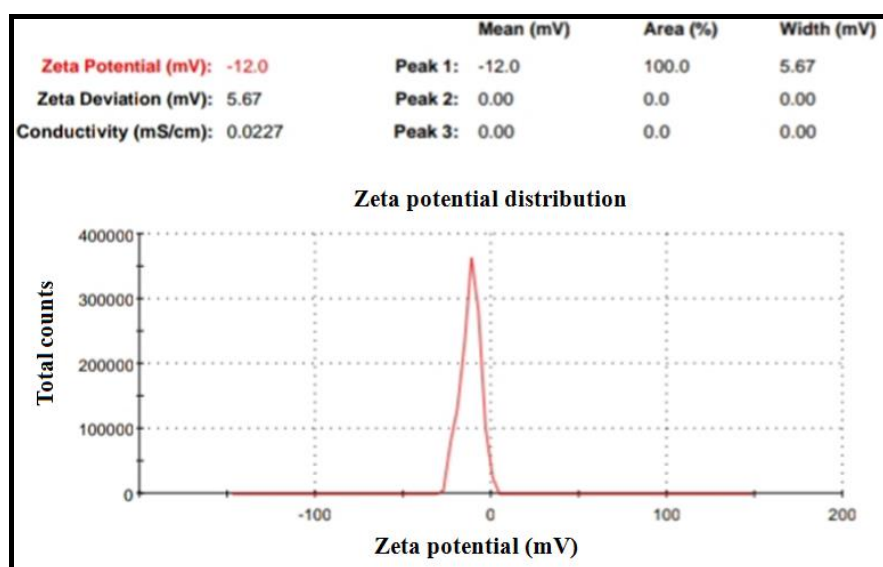 Mean (mV) Area (%) Width (mV)
Zeta Potential (mV): -12.0 Peak 1: -12.0 100.0 5.67
Zeta Deviation (mV): 5.67 Peak 2: 0.00 0.0 0.00
Conductivity (mS/cm): 0.0227 Peak 3: 0.00 0.0 0.00
Zeta potential distribution
400000
300000
200000
100000
0
Total counts
-100 0 100 200
Zeta potential (mV)